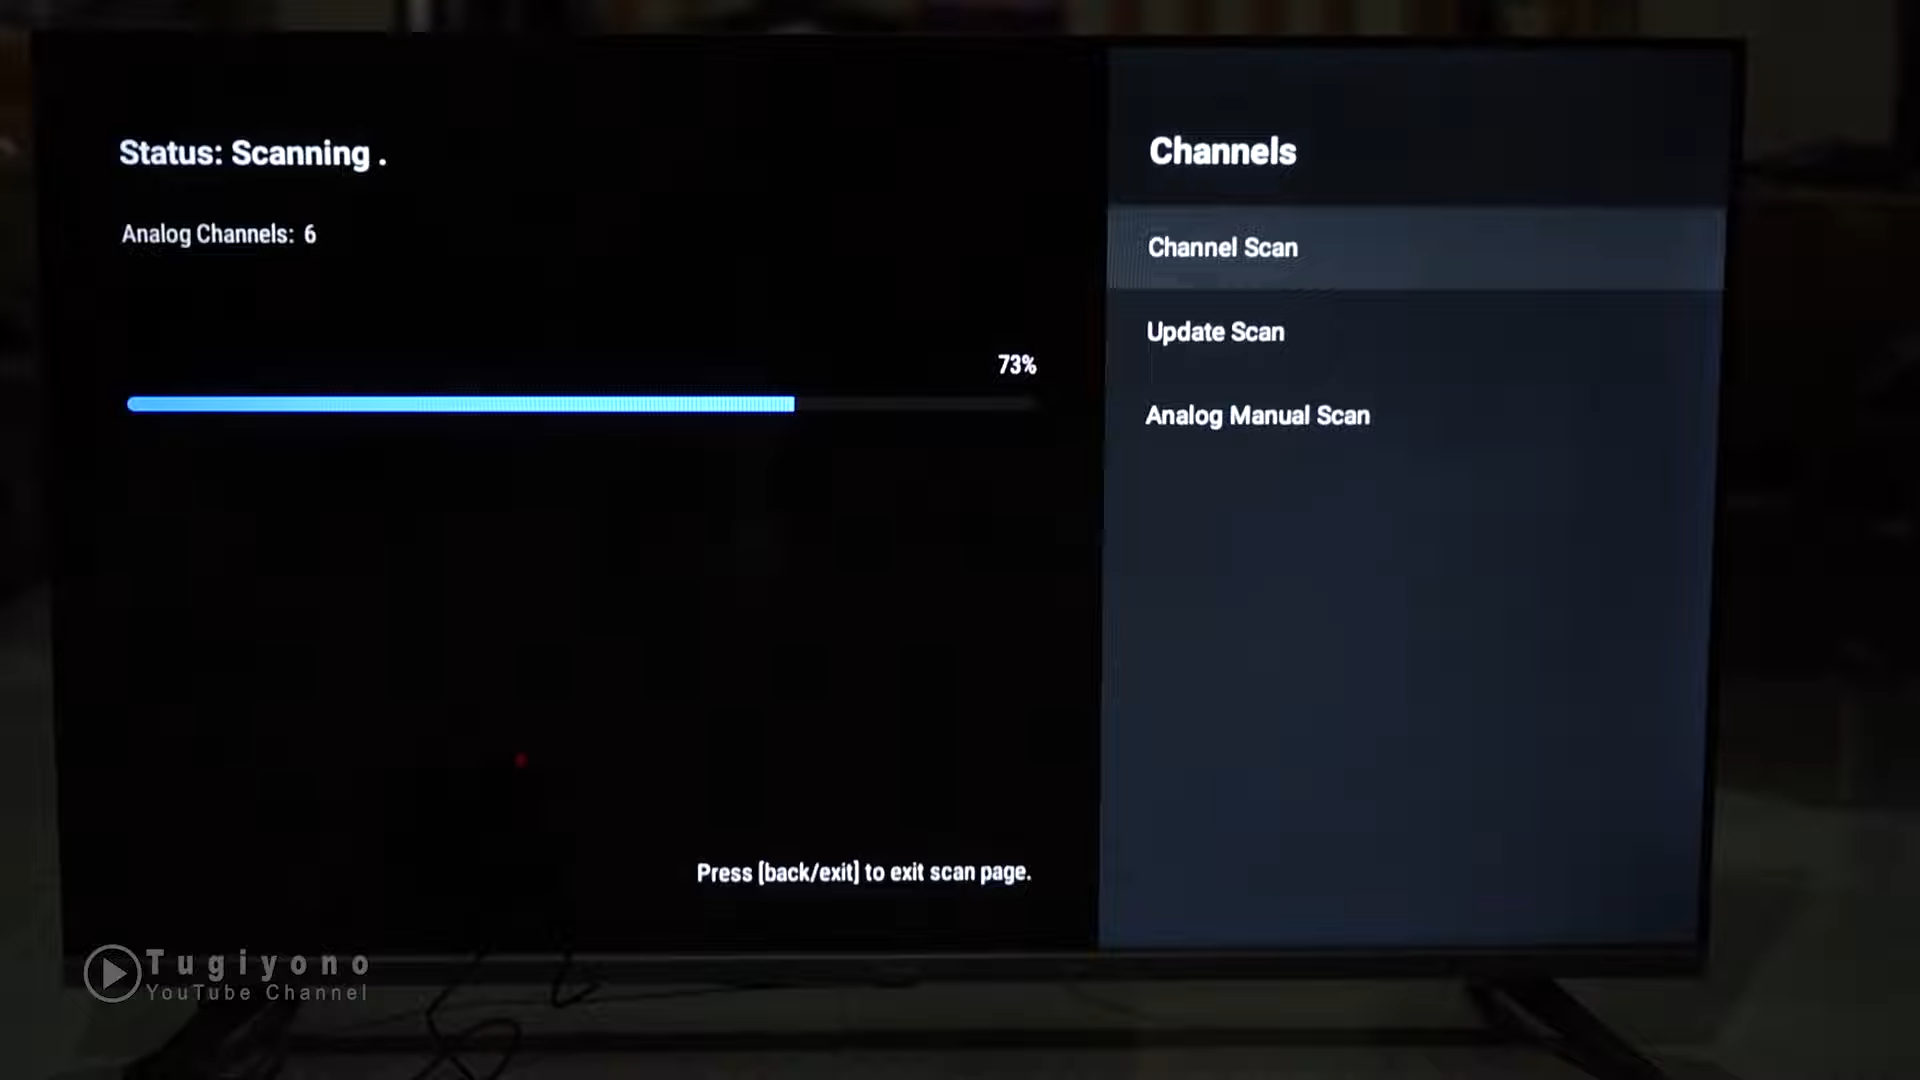 Status: Scanning .
Analog Channels: 6
73%
Press [back/exit] to exit scan page.
Channels
Channel Scan
Update Scan
Analog Manual Scan
Tugiyono
YouTube Channel